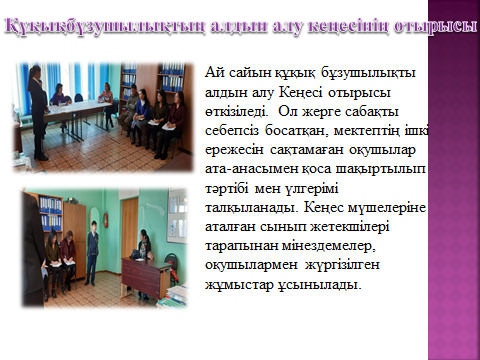 Құқықбұзушылықтың алдын алу кеңесінің отырысы
Ай сайын құқық бұзушылықты
алдын алу Кеңесі отырысы
өткізіледі. Ол жерге сабақты
себепсіз босатқан, мектептің ішкі
ережесін сақтамаған оқушылар
ата-анасымен қоса шақыртылып
тәртібі мен үлгерімі
талқыланады. Кеңес мүшелеріне
аталған сынып жетекшілері
тарапынан мінездемелер,
оқушылармен жүргізілген
жұмыстар ұсынылады.